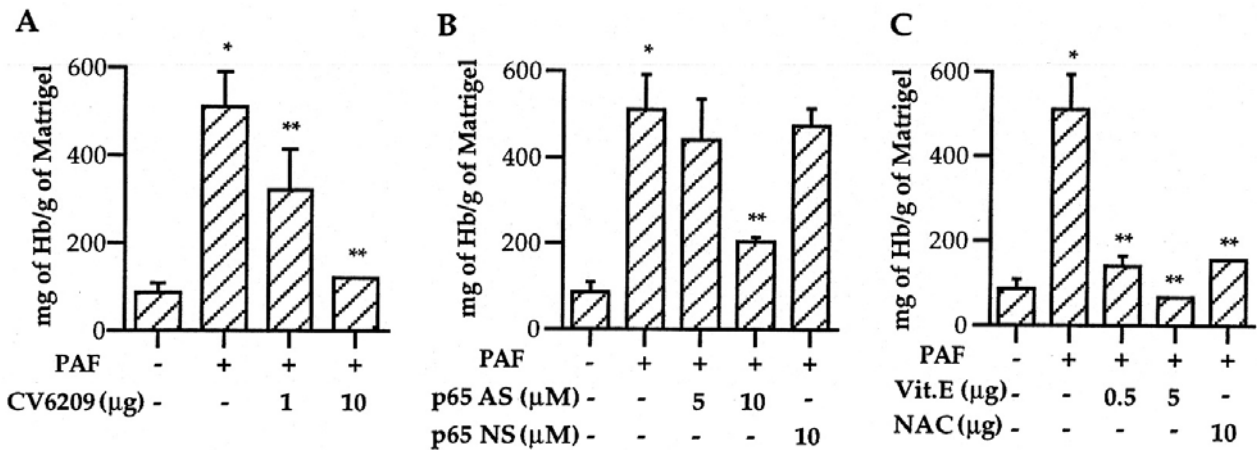 A
mg of Hb/g of Matrigel
600
400
200
0
*
**
**
PAF - + + +
CV6209 (µg) - - 1 10
B
mg of Hb/g of Matrigel
600
400
200
0
*
**
PAF - + + + +
p65 AS (µM) - - 5 10 -
p65 NS (µM) - - - - 10
C
mg of Hb/g of Matrigel
600
400
200
0
*
**
**
**
PAF - + + + +
Vit.E (µg) - - 0.5 5 -
NAC (µg) - - - - 10